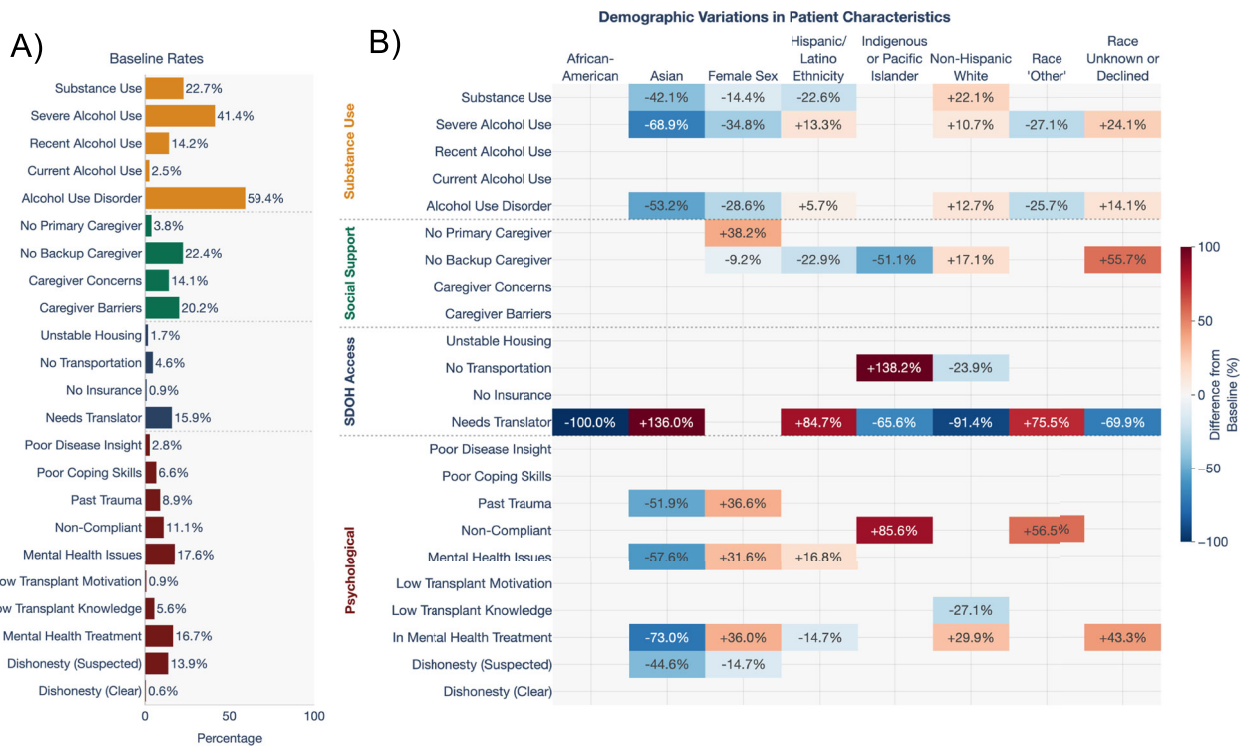 A)
Baseline Rates
Substance Use 22.7%
Severe Alcohol Use 41.4%
Recent Alcohol Use 14.2%
Current Alcohol Use 2.5%
Alcohol Use Disorder 59.4%
No Primary Caregiver 3.8%
No Backup Caregiver 22.4%
Caregiver Concerns 14.1%
Caregiver Barriers 20.2%
Unstable Housing 1.7%
No Transportation 4.6%
No Insurance 0.9%
Needs Translator 15.9%
Poor Disease Insight 2.8%
Poor Coping Skills 6.6%
Past Trauma 8.9%
Non-Compliant 11.1%
Mental Health Issues 17.6%
ow Transplant Motivation 0.9%
ow Transplant Knowledge 5.6%
Mental Health Treatment 16.7%
Dishonesty (Suspected) 13.9%
Dishonesty (Clear) 0.6%
0 50 100
Percentage
B)
Demographic Variations in Patient Characteristics
African-
American
Asian
Female Sex
Hispanic/
Latino
Ethnicity
Indigenous
or Pacific
Islander
Non-Hispanic
White
Race
'Other'
Race
Unknown or
Declined
Substance Use
Substance Use -42.1% -14.4% -22.6% +22.1%
Severe Alcohol Use -68.9% -34.8% +13.3% +10.7% -27.1% +24.1%
Recent Alcohol Use
Current Alcohol Use
Alcohol Use Disorder -53.2% -28.6% +5.7% +12.7% -25.7% +14.1%
Social Support
No Primary Caregiver +38.2%
No Backup Caregiver -9.2% -22.9% -51.1% +17.1% +55.7%
Caregiver Concerns
Caregiver Barriers
SDOH Access
Unstable Housing
No Transportation +138.2% -23.9%
No Insurance
Needs Translator -100.0% +136.0% +84.7% -65.6% -91.4% +75.5% -69.9%
Psychological
Poor Disease Insight
Poor Coping Skills
Past Trauma -51.9% +36.6%
Non-Compliant +85.6% +56.5%
Mental Health Issues -57.6% +31.6% +16.8%
Low Transplant Motivation
Low Transplant Knowledge -27.1%
In Mental Health Treatment -73.0% +36.0% -14.7% +29.9% +43.3%
Dishonesty (Suspected) -44.6% -14.7%
Dishonesty (Clear)
100
50
0
−50
−100
Difference from
Baseline (%)